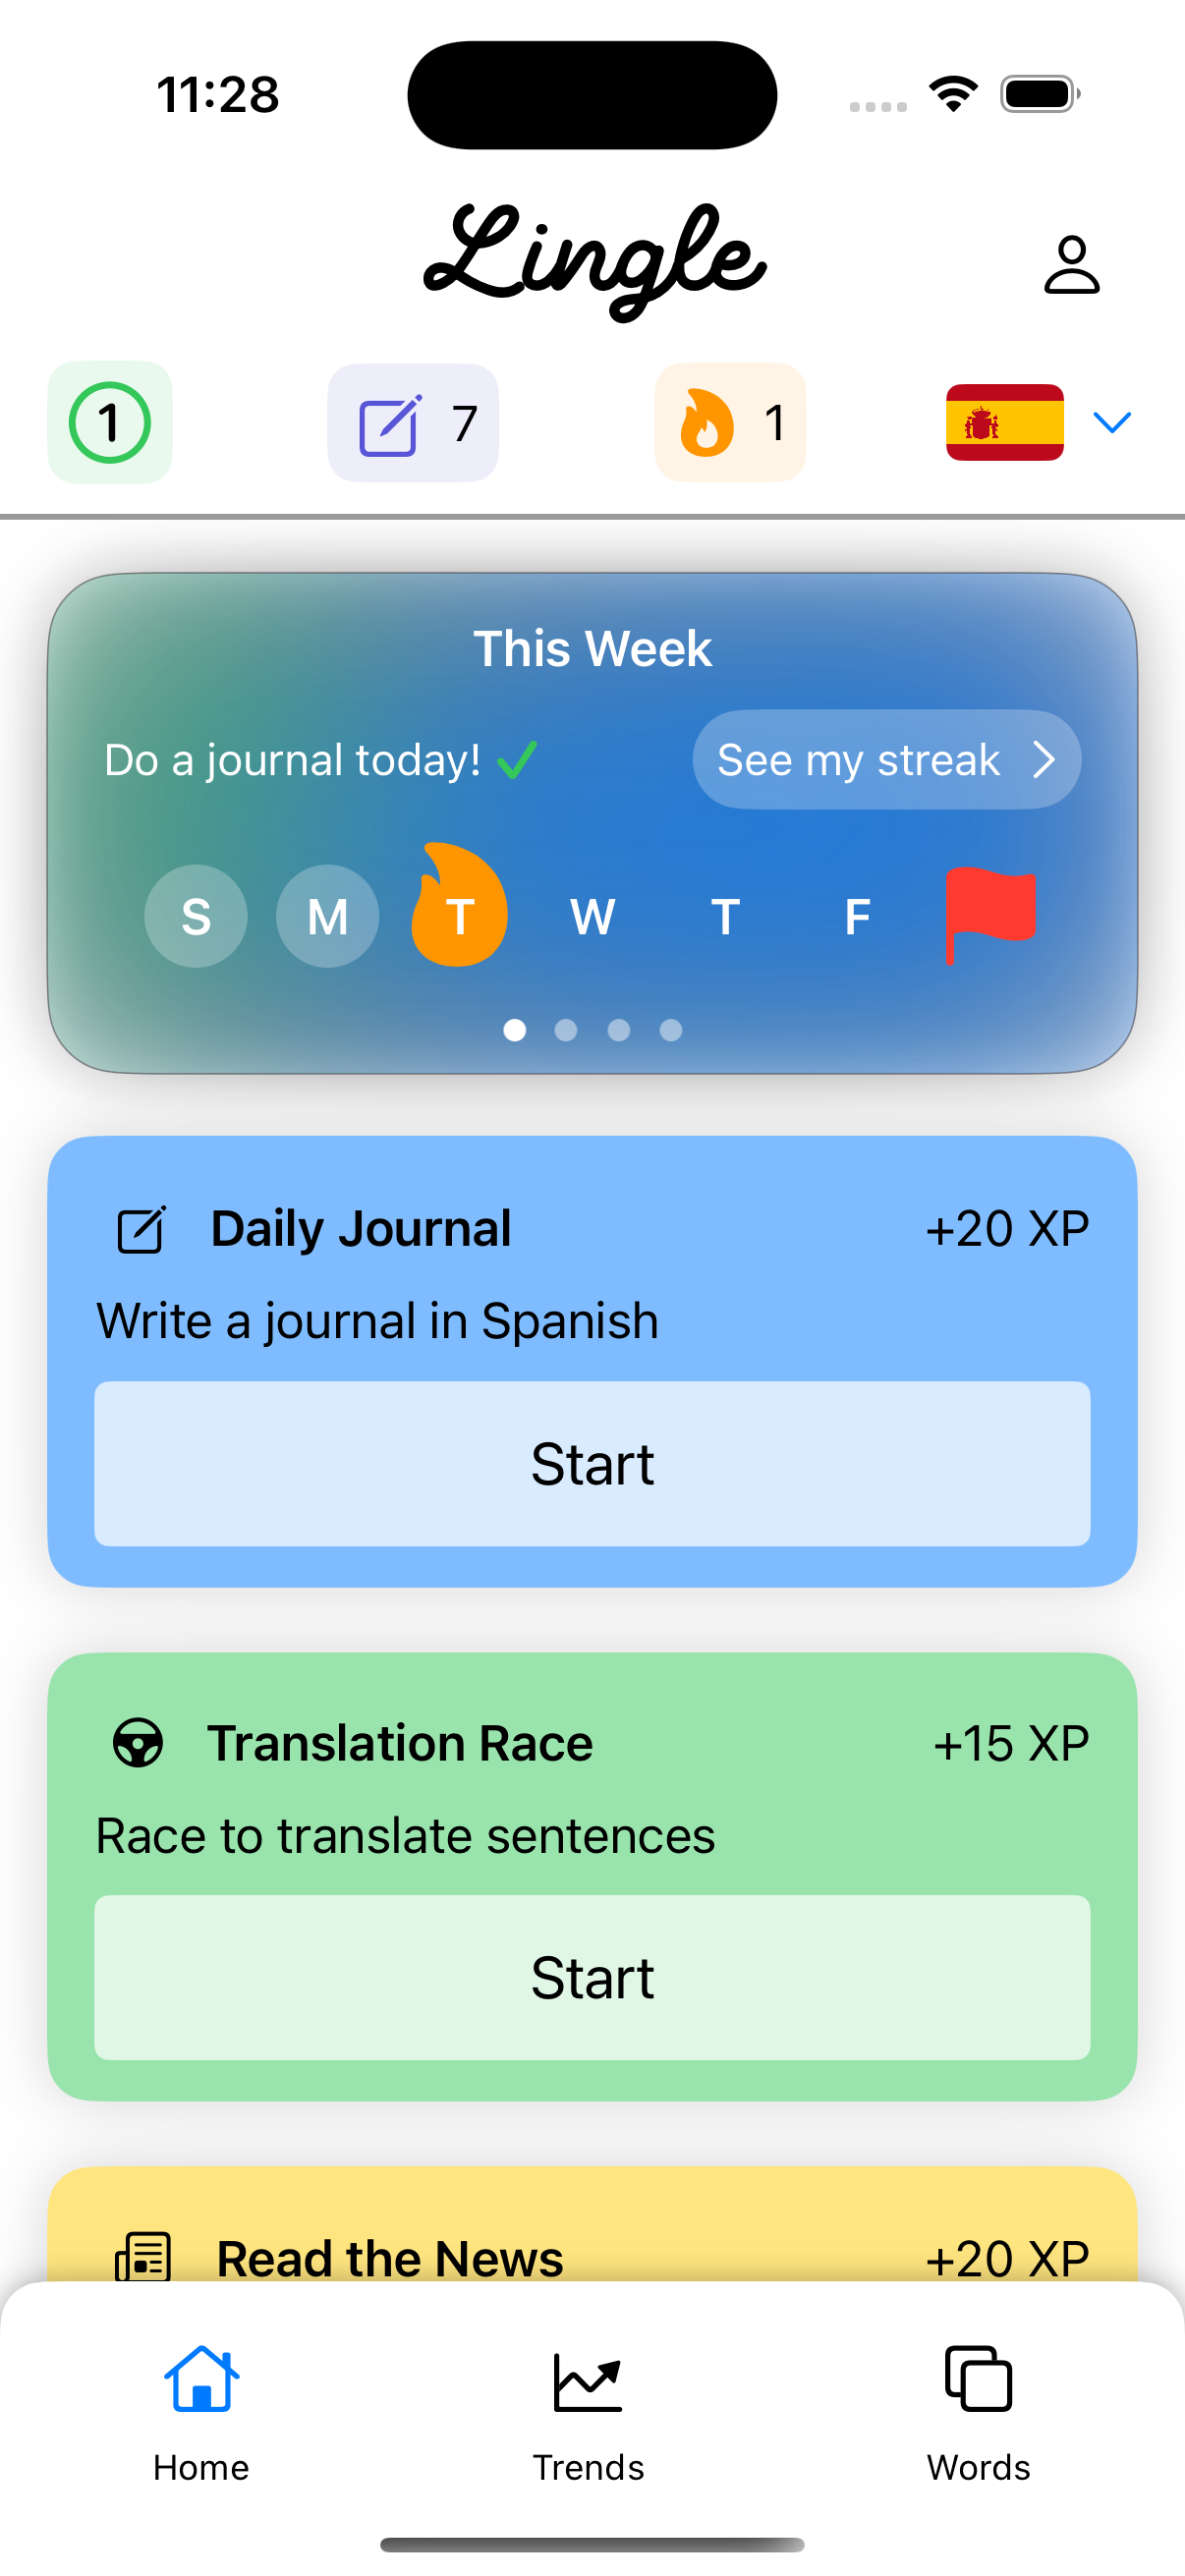 11:28
Lingle
1 7 1
This Week
Do a journal today! See my streak
S M T W T F
Daily Journal +20 XP
Write a journal in Spanish
Start
Translation Race +15 XP
Race to translate sentences
Start
Read the News +20 XP
Home Trends Words